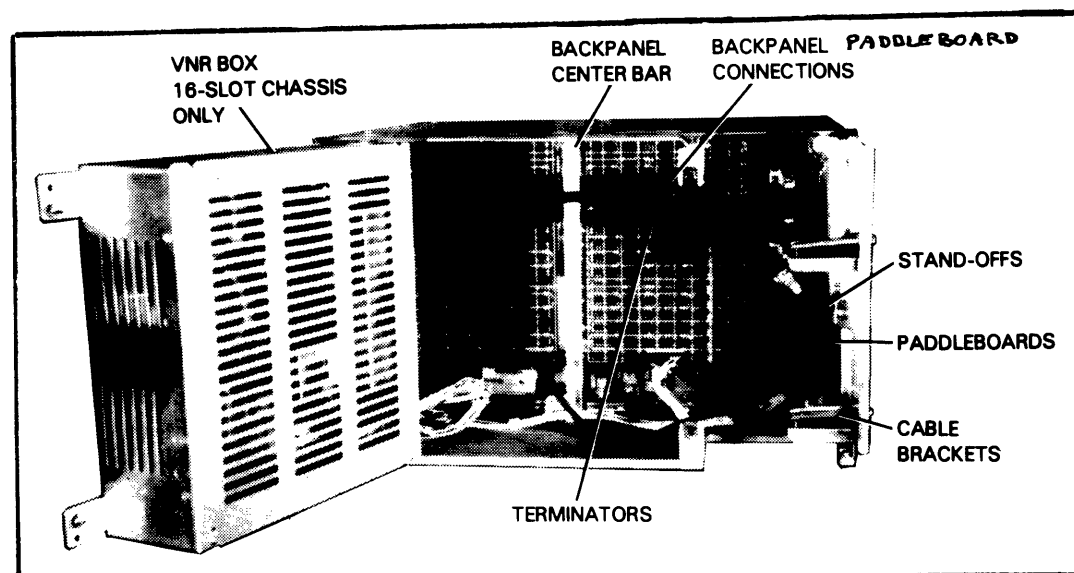 VNR BOX
16-SLOT CHASSIS
ONLY
BACKPANEL
CENTER BAR
BACKPANEL PADDLEBOARD
CONNECTIONS
STAND-OFFS
PADDLEBOARDS
CABLE
BRACKETS
TERMINATORS